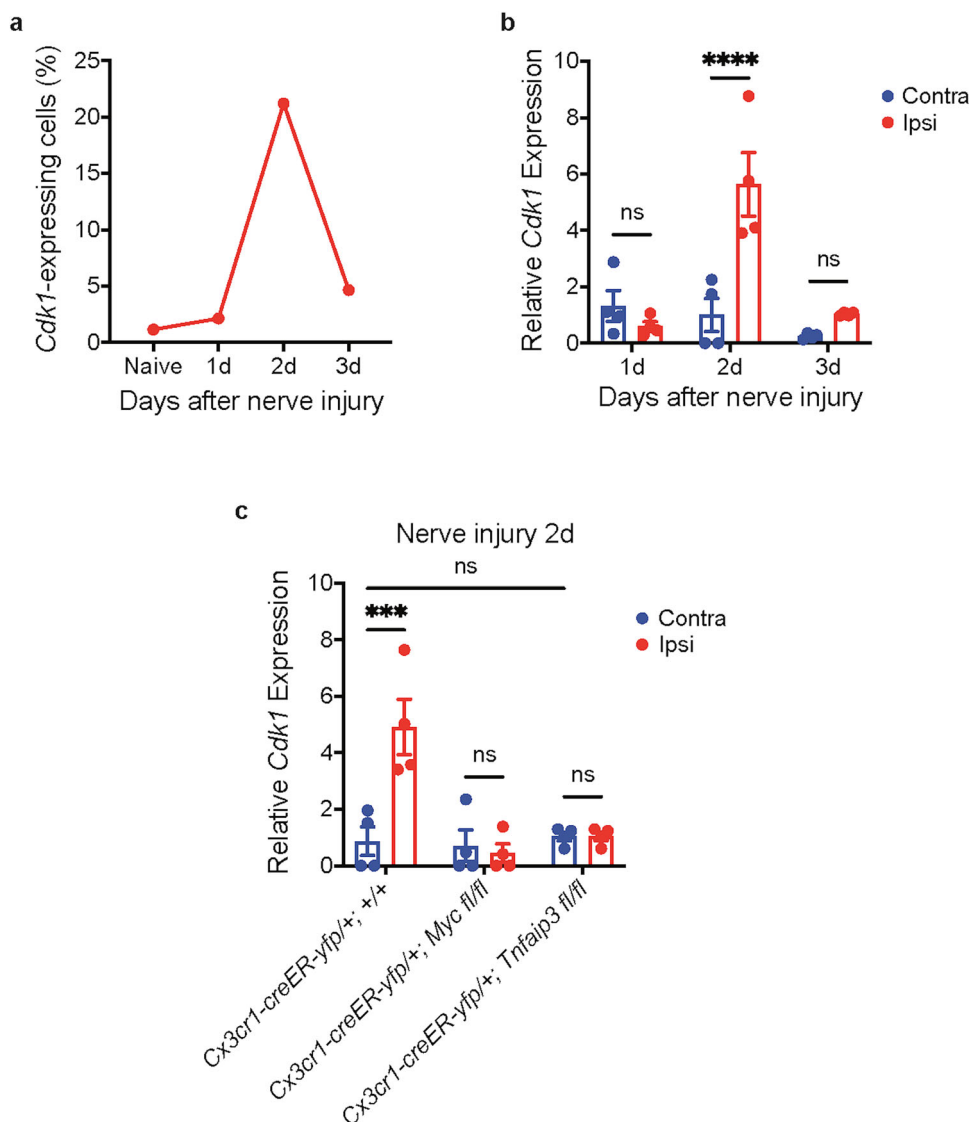 a
25
20
15
10
5
0
Cdk1-expressing cells (%)
Naive 1d 2d 3d
Days after nerve injury
b
10
8
6
4
2
0
Relative Cdk1 Expression
ns
****
ns
Contra
Ipsi
1d 2d 3d
Days after nerve injury
c
Nerve injury 2d
10
8
6
4
2
0
Relative Cdk1 Expression
ns
***
ns
ns
Contra
Ipsi
Cx3cr1-creER-yfp/+; +/+
Cx3cr1-creER-yfp/+; Myc fl/fl
Cx3cr1-creER-yfp/+; Tnfaip3 fl/fl